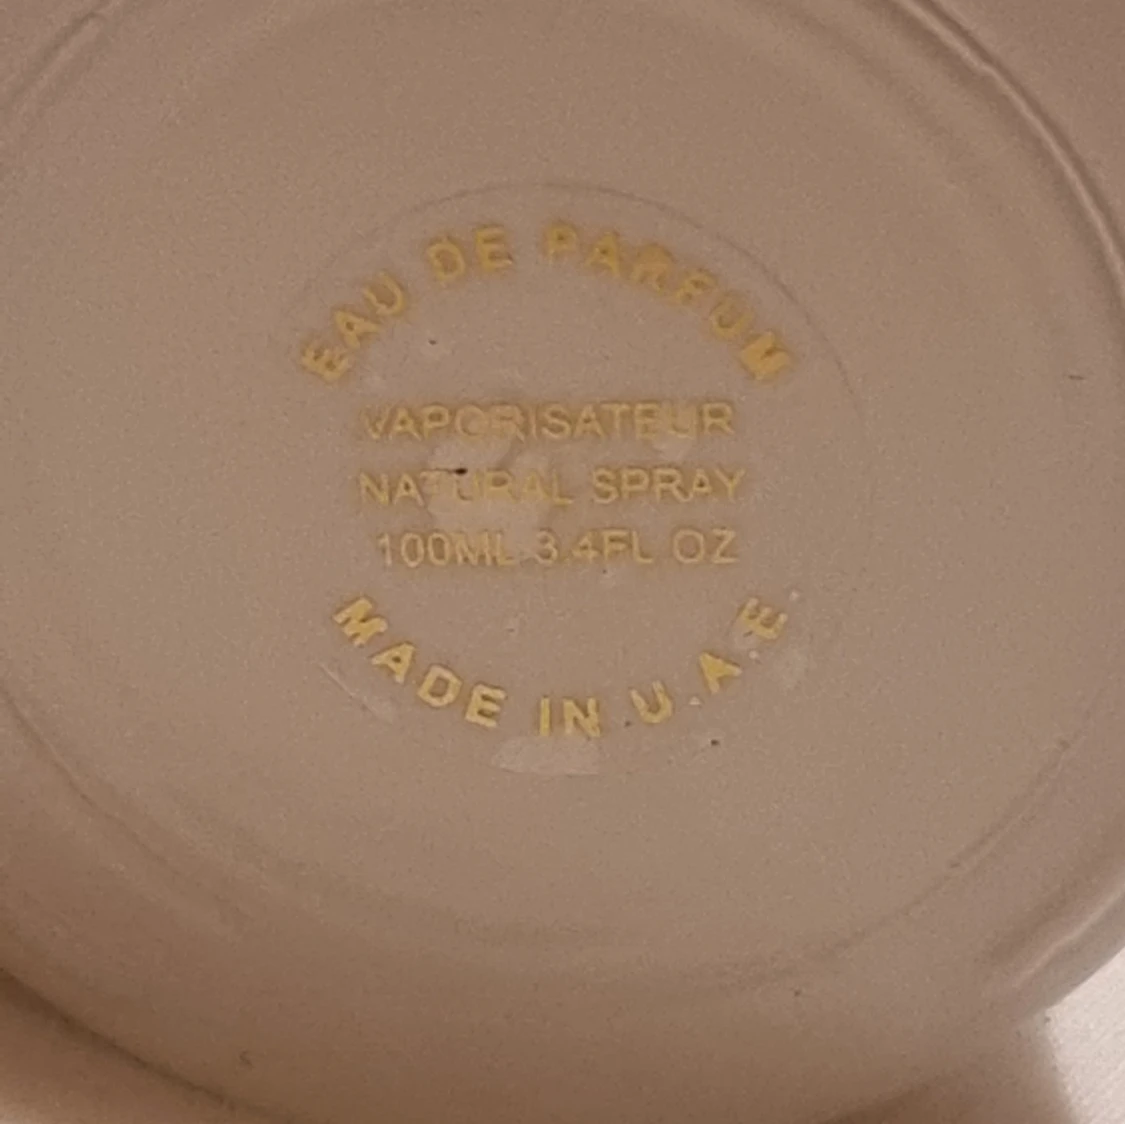 EAU DE PARFUM
VAPORISATEUR
NATURAL SPRAY
100ML 3.4FL OZ
MADE IN U.A.E.